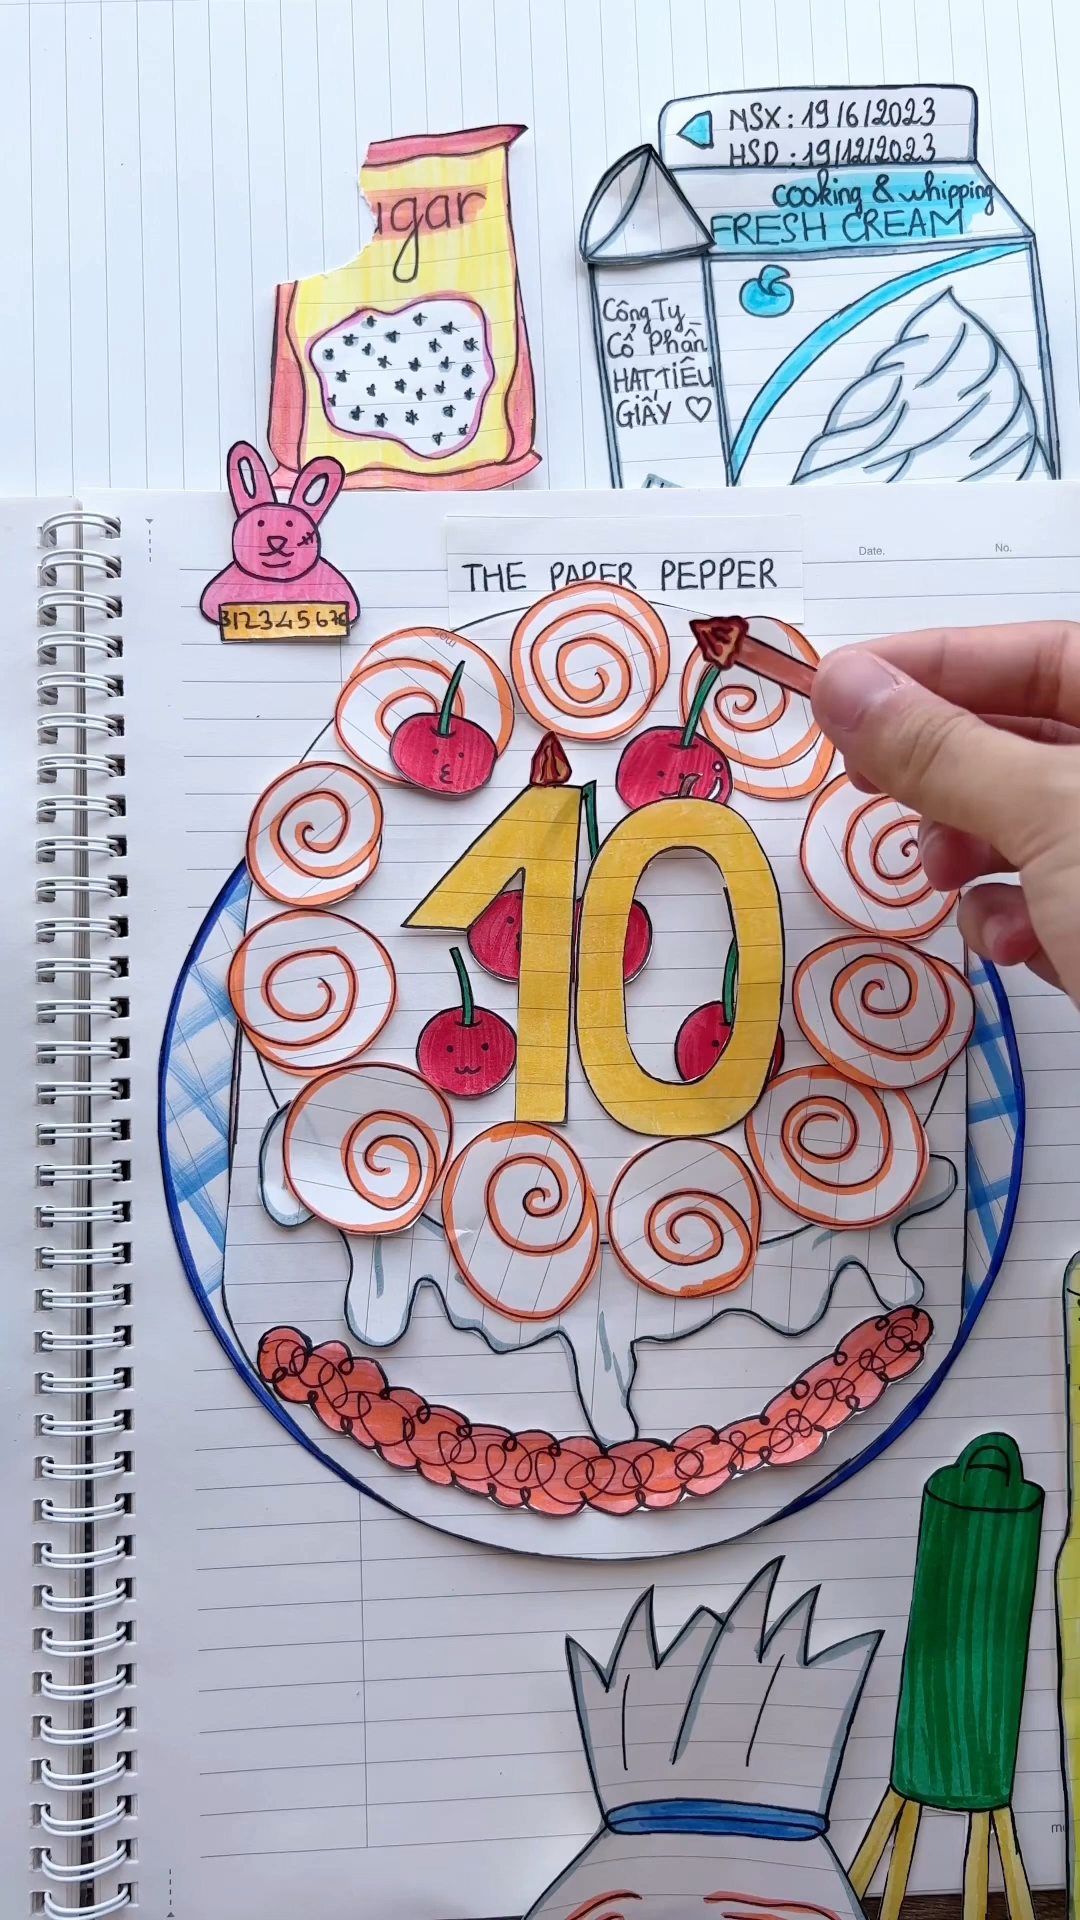 NSX: 19/6/2023
HSD: 19/12/2023
cooking & whipping
FRESH CREAM
ugar
Công Ty
Cổ Phần
HẠT TIÊU
GIẤY ♡
Date.
No.
THE PAPER PEPPER
10